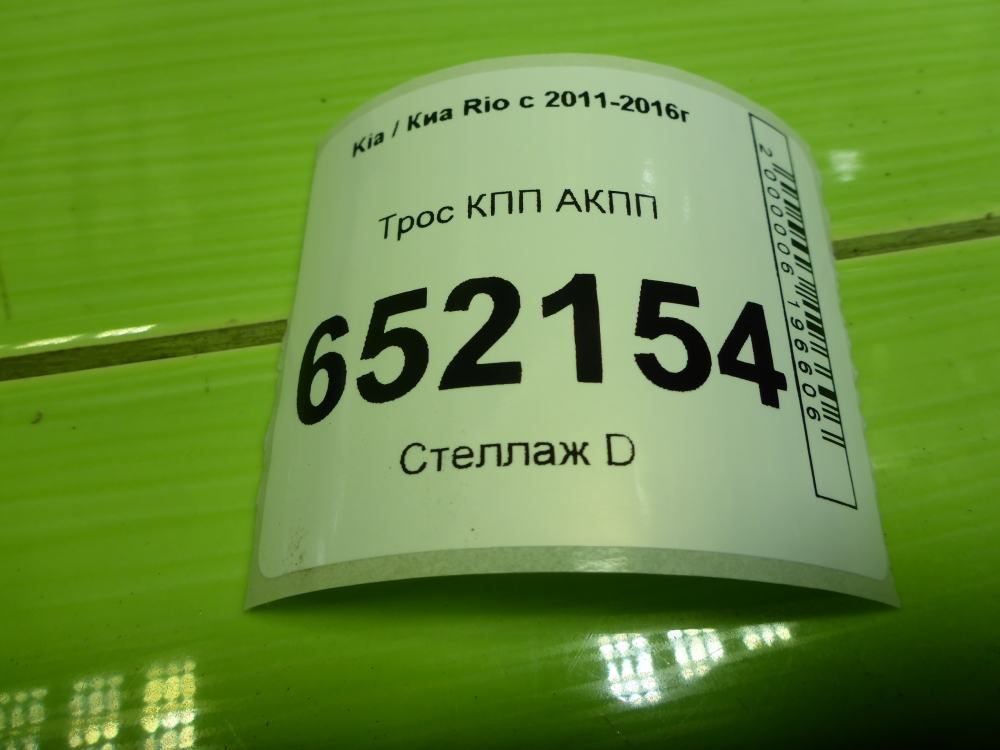 Kia / Киа Rio с 2011-2016г
Трос КПП АКПП
652154
Стеллаж D
2000006196606